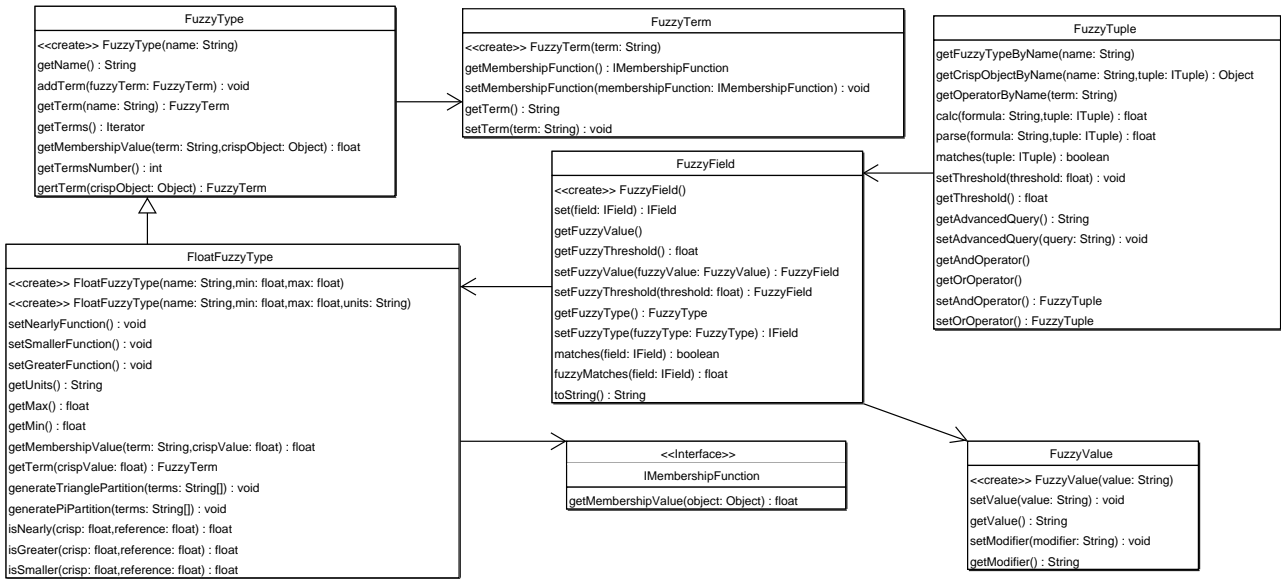 FuzzyType
<<create>> FuzzyType(name: String)
getName() : String
addTerm(fuzzyTerm: FuzzyTerm) : void
getTerm(name: String) : FuzzyTerm
getTerms() : Iterator
getMembershipValue(term: String,crispObject: Object) : float
getTermsNumber() : int
gertTerm(crispObject: Object) : FuzzyTerm
FuzzyTerm
<<create>> FuzzyTerm(term: String)
getMembershipFunction() : IMembershipFunction
setMembershipFunction(membershipFunction: IMembershipFunction) : void
getTerm() : String
setTerm(term: String) : void
FuzzyTuple
getFuzzyTypeByName(name: String)
getCrispObjectByName(name: String,tuple: ITuple) : Object
getOperatorByName(term: String)
calc(formula: String,tuple: ITuple) : float
parse(formula: String,tuple: ITuple) : float
matches(tuple: ITuple) : boolean
setThreshold(threshold: float) : void
getThreshold() : float
getAdvancedQuery() : String
setAdvancedQuery(query: String) : void
getAndOperator()
getOrOperator()
setAndOperator() : FuzzyTuple
setOrOperator() : FuzzyTuple
FuzzyField
<<create>> FuzzyField()
set(field: IField) : IField
getFuzzyValue()
getFuzzyThreshold() : float
setFuzzyValue(fuzzyValue: FuzzyValue) : FuzzyField
setFuzzyThreshold(threshold: float) : FuzzyField
getFuzzyType() : FuzzyType
setFuzzyType(fuzzyType: FuzzyType) : IField
matches(field: IField) : boolean
fuzzyMatches(field: IField) : float
toString() : String
FloatFuzzyType
<<create>> FloatFuzzyType(name: String,min: float,max: float)
<<create>> FloatFuzzyType(name: String,min: float,max: float,units: String)
setNearlyFunction() : void
setSmallerFunction() : void
setGreaterFunction() : void
getUnits() : String
getMax() : float
getMin() : float
getMembershipValue(term: String,crispValue: float) : float
getTerm(crispValue: float) : FuzzyTerm
generateTrianglePartition(terms: String[]) : void
generatePiPartition(terms: String[]) : void
isNearly(crisp: float,reference: float) : float
isGreater(crisp: float,reference: float) : float
isSmaller(crisp: float,reference: float) : float
<<Interface>>
IMembershipFunction
getMembershipValue(object: Object) : float
FuzzyValue
<<create>> FuzzyValue(value: String)
setValue(value: String) : void
getValue() : String
setModifier(modifier: String) : void
getModifier() : String